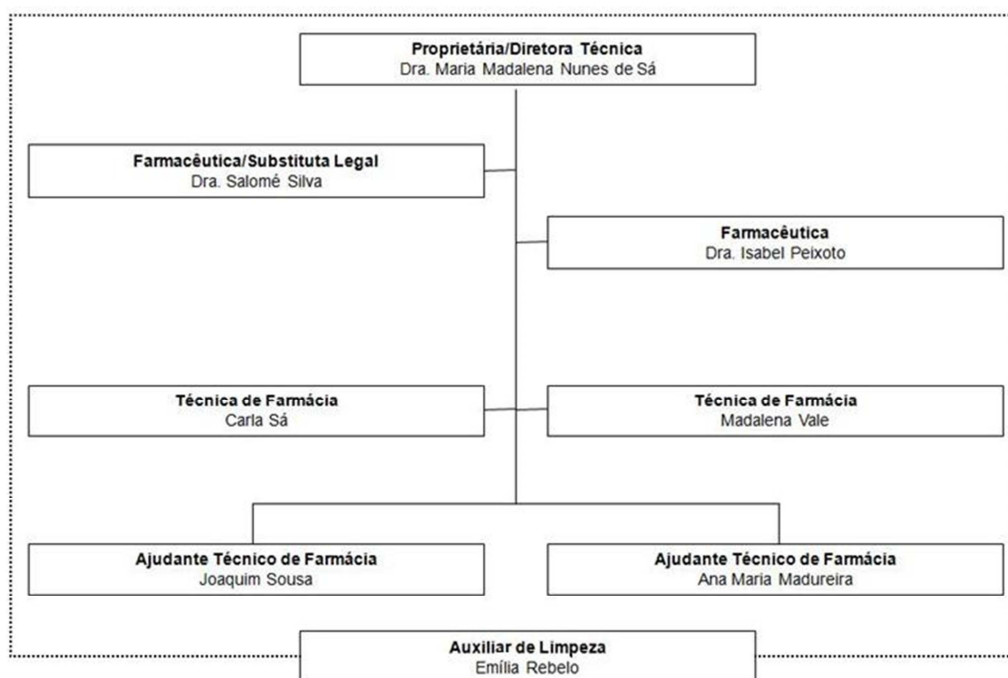 Proprietária/Diretora Técnica
Dra. Maria Madalena Nunes de Sá
Farmacêutica/Substituta Legal
Dra. Salomé Silva
Farmacêutica
Dra. Isabel Peixoto
Técnica de Farmácia
Carla Sá
Técnica de Farmácia
Madalena Vale
Ajudante Técnico de Farmácia
Joaquim Sousa
Ajudante Técnico de Farmácia
Ana Maria Madureira
Auxiliar de Limpeza
Emília Rebelo